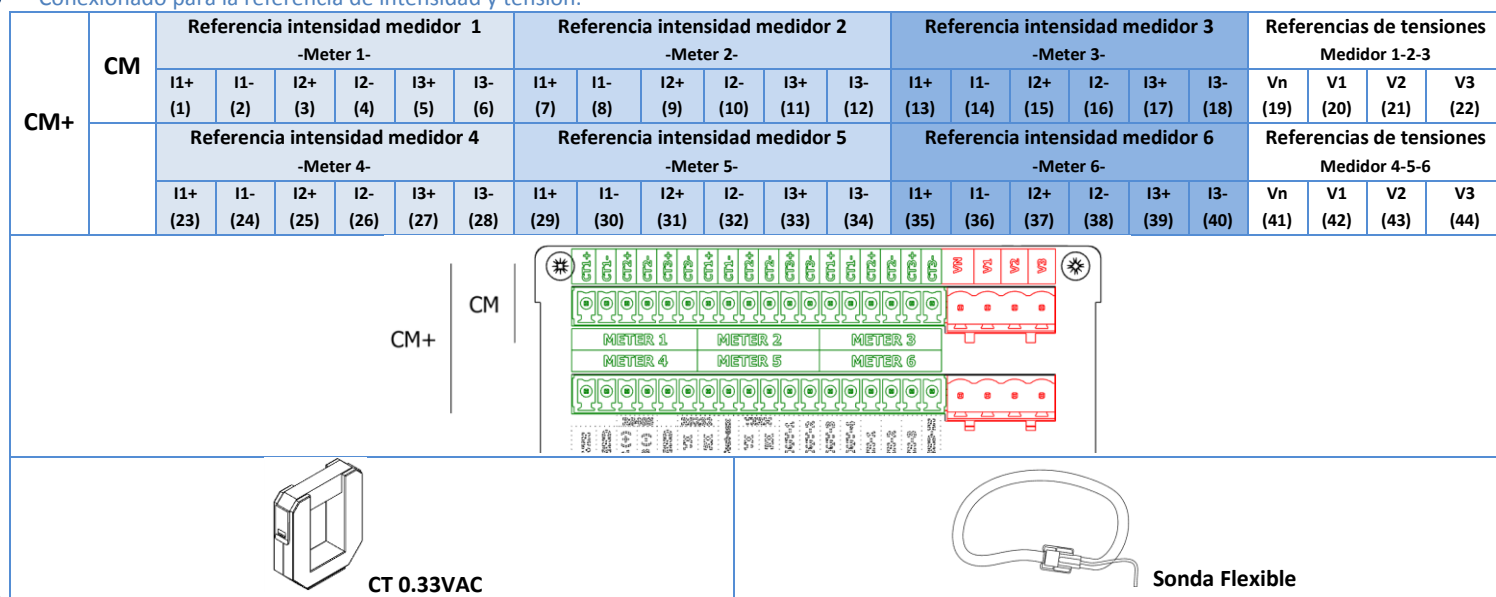 Conexionado para la referencia de intensidad y tensión:
CM+
CM
Referencia intensidad medidor 1
-Meter 1-
Referencia intensidad medidor 2
-Meter 2-
Referencia intensidad medidor 3
-Meter 3-
Referencias de tensiones
Medidor 1-2-3
I1+ I1- I2+ I2- I3+ I3- I1+ I1- I2+ I2- I3+ I3- I1+ I1- I2+ I2- I3+ I3- Vn V1 V2 V3
(1) (2) (3) (4) (5) (6) (7) (8) (9) (10) (11) (12) (13) (14) (15) (16) (17) (18) (19) (20) (21) (22)
Referencia intensidad medidor 4
-Meter 4-
Referencia intensidad medidor 5
-Meter 5-
Referencia intensidad medidor 6
-Meter 6-
Referencias de tensiones
Medidor 4-5-6
I1+ I1- I2+ I2- I3+ I3- I1+ I1- I2+ I2- I3+ I3- I1+ I1- I2+ I2- I3+ I3- Vn V1 V2 V3
(23) (24) (25) (26) (27) (28) (29) (30) (31) (32) (33) (34) (35) (36) (37) (38) (39) (40) (41) (42) (43) (44)
CT1+ CT1- CT2+ CT2- CT3+ CT3- CT1+ CT1- CT2+ CT2- CT3+ CT3- CT1+ CT1- CT2+ CT2- CT3+ CT3- VN V1 V2 V3
CM
CM+
METER 1 METER 2 METER 3
METER 4 METER 5 METER 6
CT 0.33VAC
Sonda Flexible